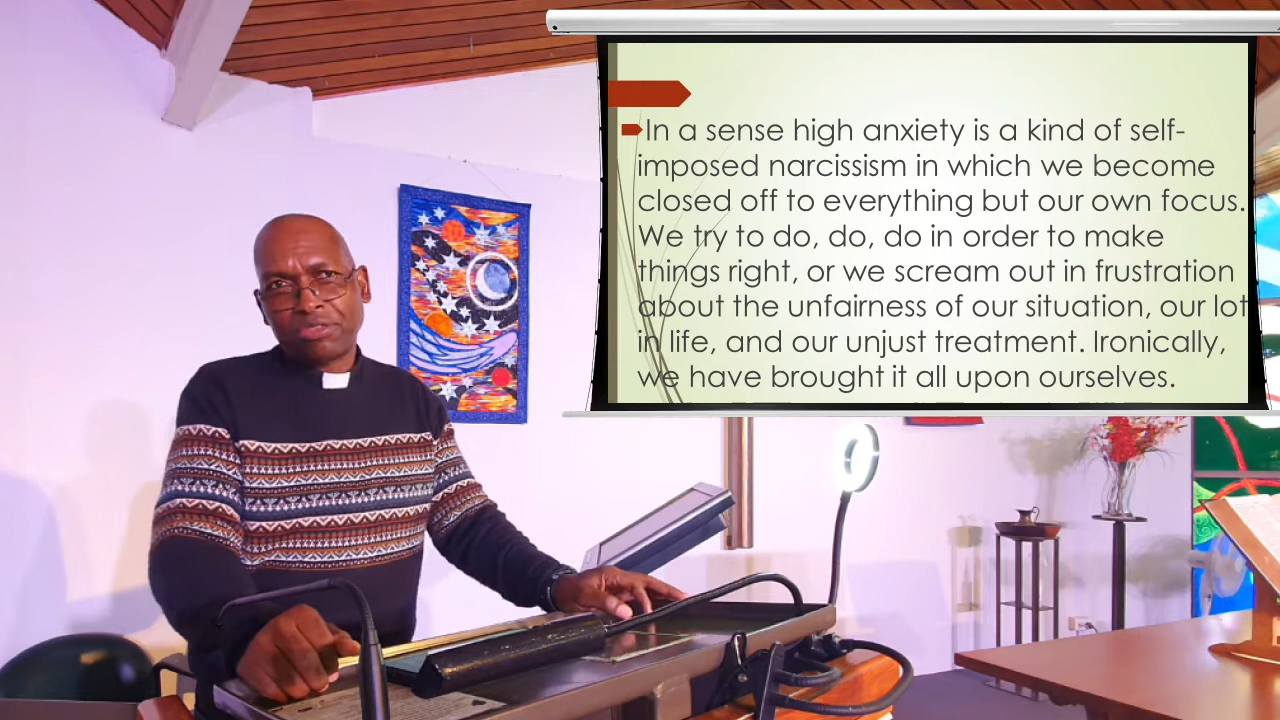 In a sense high anxiety is a kind of self-
imposed narcissism in which we become
closed off to everything but our own focus.
We try to do, do, do in order to make
things right, or we scream out in frustration
about the unfairness of our situation, our lot
in life, and our unjust treatment. Ironically,
we have brought it all upon ourselves.